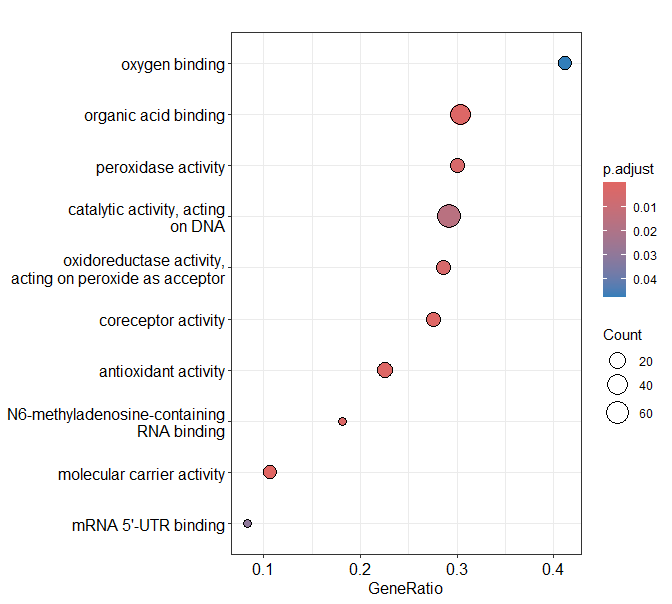 oxygen binding
organic acid binding
peroxidase activity
catalytic activity, acting
on DNA
oxidoreductase activity,
acting on peroxide as acceptor
coreceptor activity
antioxidant activity
N6-methyladenosine-containing
RNA binding
molecular carrier activity
mRNA 5'-UTR binding
0.1
0.2
0.3
0.4
GeneRatio
p.adjust
0.01
0.02
0.03
0.04
Count
20
40
60